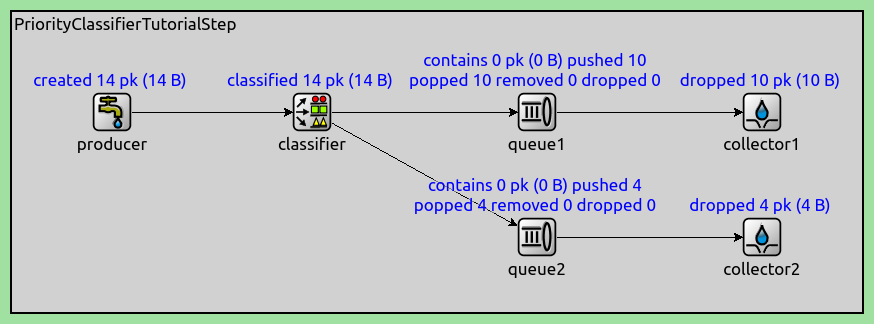 PriorityClassifierTutorialStep
created 14 pk (14 B)
classified 14 pk (14 B)
contains 0 pk (0 B) pushed 10
popped 10 removed 0 dropped 0
dropped 10 pk (10 B)
producer
classifier
queue1
collector1
contains 0 pk (0 B) pushed 4
popped 4 removed 0 dropped 0
dropped 4 pk (4 B)
queue2
collector2